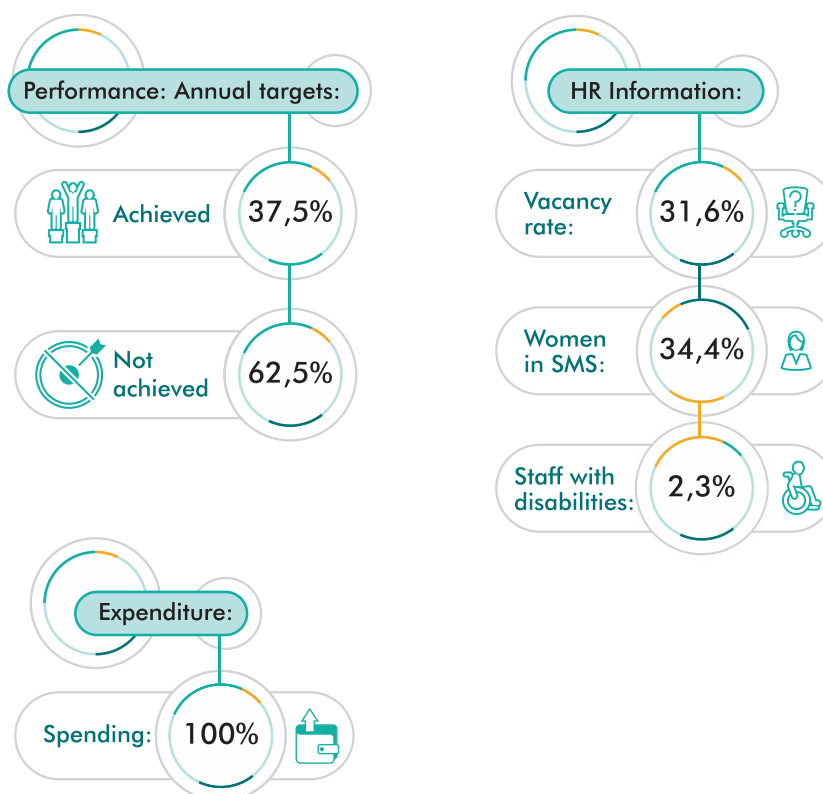 Performance: Annual targets:
Achieved
37,5%
Not
achieved
62,5%
HR Information:
Vacancy
rate:
31,6%
?
Women
in SMS:
34,4%
Staff with
disabilities:
2,3%
Expenditure:
Spending:
100%